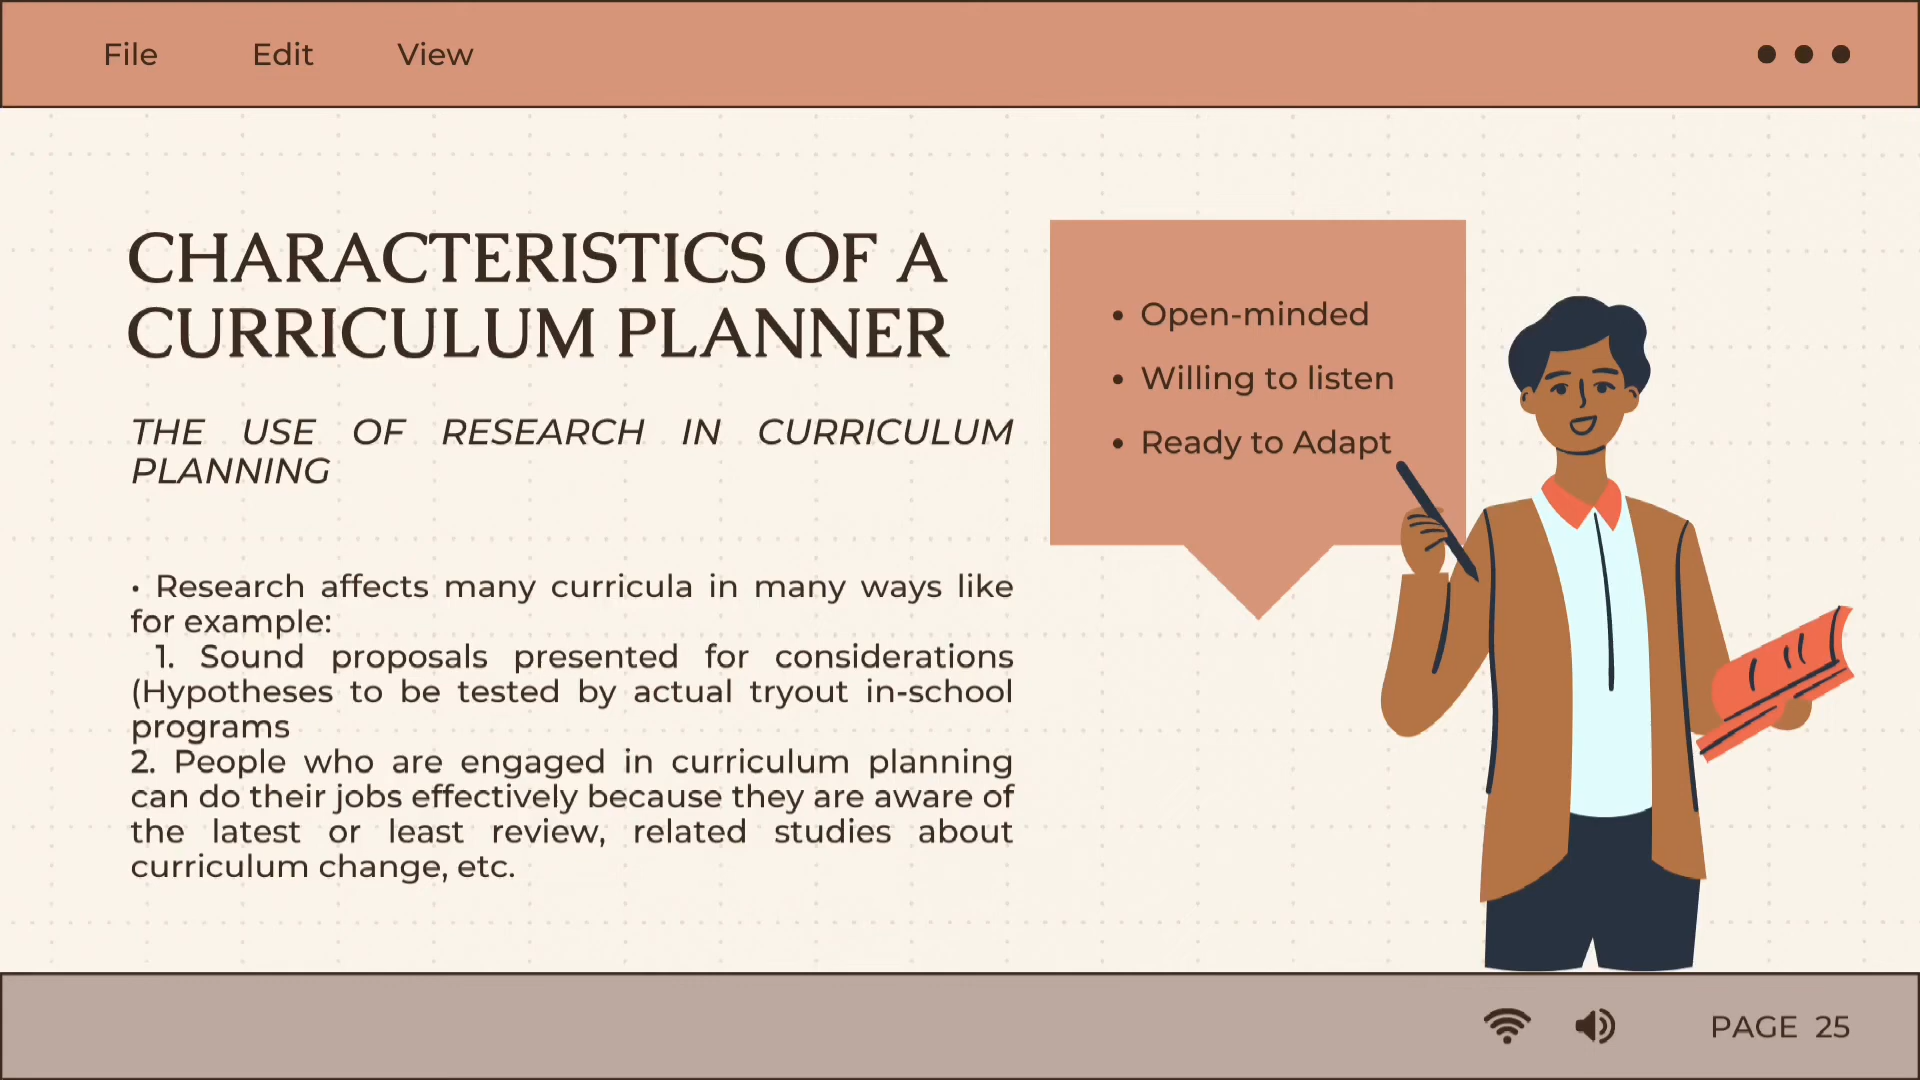 File Edit View
CHARACTERISTICS OF A
CURRICULUM PLANNER
THE USE OF RESEARCH IN CURRICULUM
PLANNING
• Research affects many curricula in many ways like
for example:
1. Sound proposals presented for considerations
(Hypotheses to be tested by actual tryout in-school
programs
2. People who are engaged in curriculum planning
can do their jobs effectively because they are aware of
the latest or least review, related studies about
curriculum change, etc.
• Open-minded
• Willing to listen
• Ready to Adapt
PAGE 25